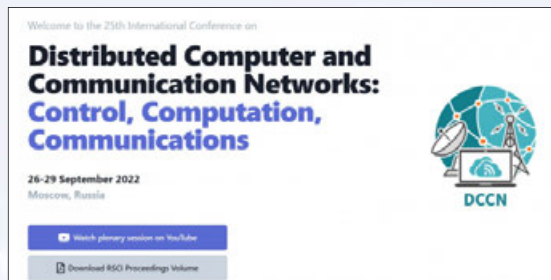 Welcome to the 25th International Conference on
Distributed Computer and
Communication Networks:
Control, Computation,
Communications
26-29 September 2022
Moscow, Russia
DCCN
Watch plenary session on YouTube
Download RSCI Proceedings Volume